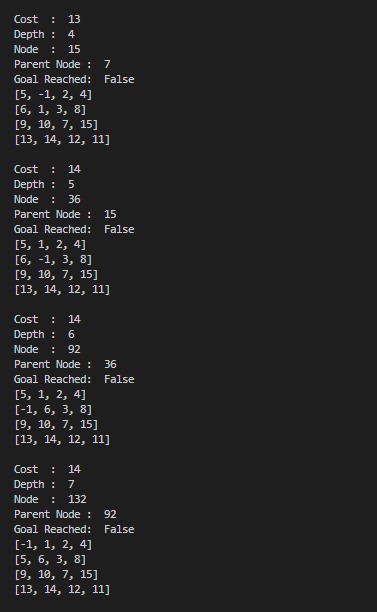 Cost  :  13
Depth :  4
Node  :  15
Parent Node :  7
Goal Reached:  False
[5, -1, 2, 4]
[6, 1, 3, 8]
[9, 10, 7, 15]
[13, 14, 12, 11]

Cost  :  14
Depth :  5
Node  :  36
Parent Node :  15
Goal Reached:  False
[5, 1, 2, 4]
[6, -1, 3, 8]
[9, 10, 7, 15]
[13, 14, 12, 11]

Cost  :  14
Depth :  6
Node  :  92
Parent Node :  36
Goal Reached:  False
[5, 1, 2, 4]
[-1, 6, 3, 8]
[9, 10, 7, 15]
[13, 14, 12, 11]

Cost  :  14
Depth :  7
Node  :  132
Parent Node :  92
Goal Reached:  False
[-1, 1, 2, 4]
[5, 6, 3, 8]
[9, 10, 7, 15]
[13, 14, 12, 11]